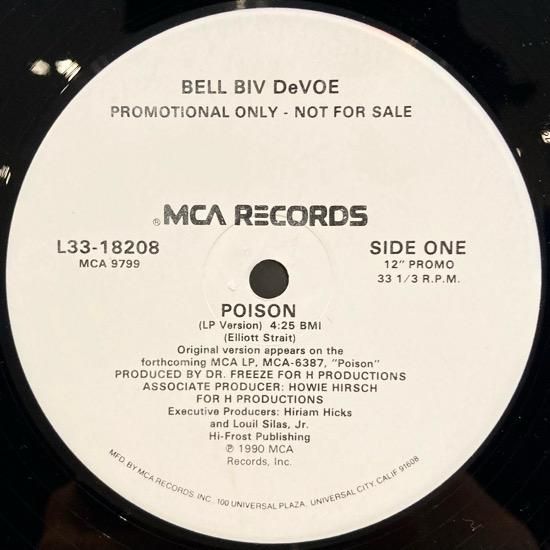 BELL BIV DeVOE
PROMOTIONAL ONLY - NOT FOR SALE
® MCA RECORDS
L33-18208
MCA 9799
SIDE ONE
12" PROMO
33 1/3 R.P.M.
POISON
(LP Version) 4:25 BMI
(Elliott Strait)
Original version appears on the
forthcoming MCA LP, MCA-6387, "Poison"
PRODUCED BY DR. FREEZE FOR H PRODUCTIONS
ASSOCIATE PRODUCER: HOWIE HIRSCH
FOR H PRODUCTIONS
Executive Producers: Hiriam Hicks
and Louil Silas, Jr.
Hi-Frost Publishing
℗ 1990 MCA
Records, Inc.
MFD. BY MCA RECORDS, INC. 100 UNIVERSAL PLAZA, UNIVERSAL CITY, CALIF 91608